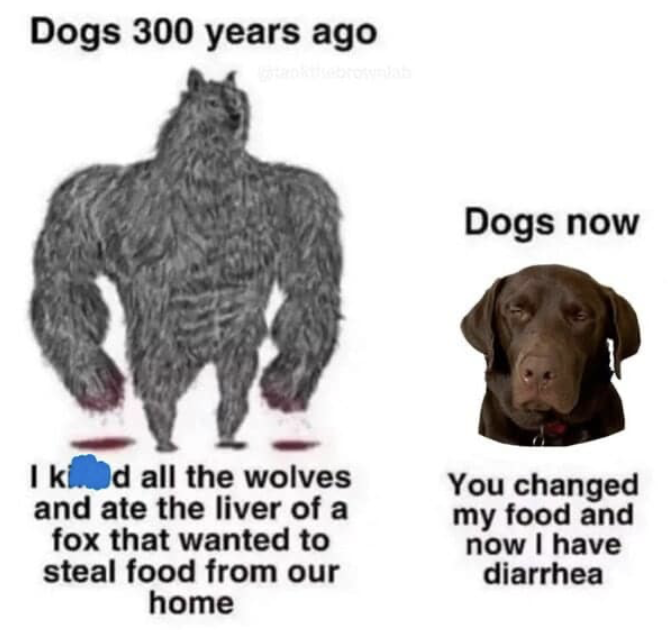 Dogs 300 years ago
@tankthebrownlab
I ki d all the wolves
and ate the liver of a
fox that wanted to
steal food from our
home
Dogs now
You changed
my food and
now I have
diarrhea